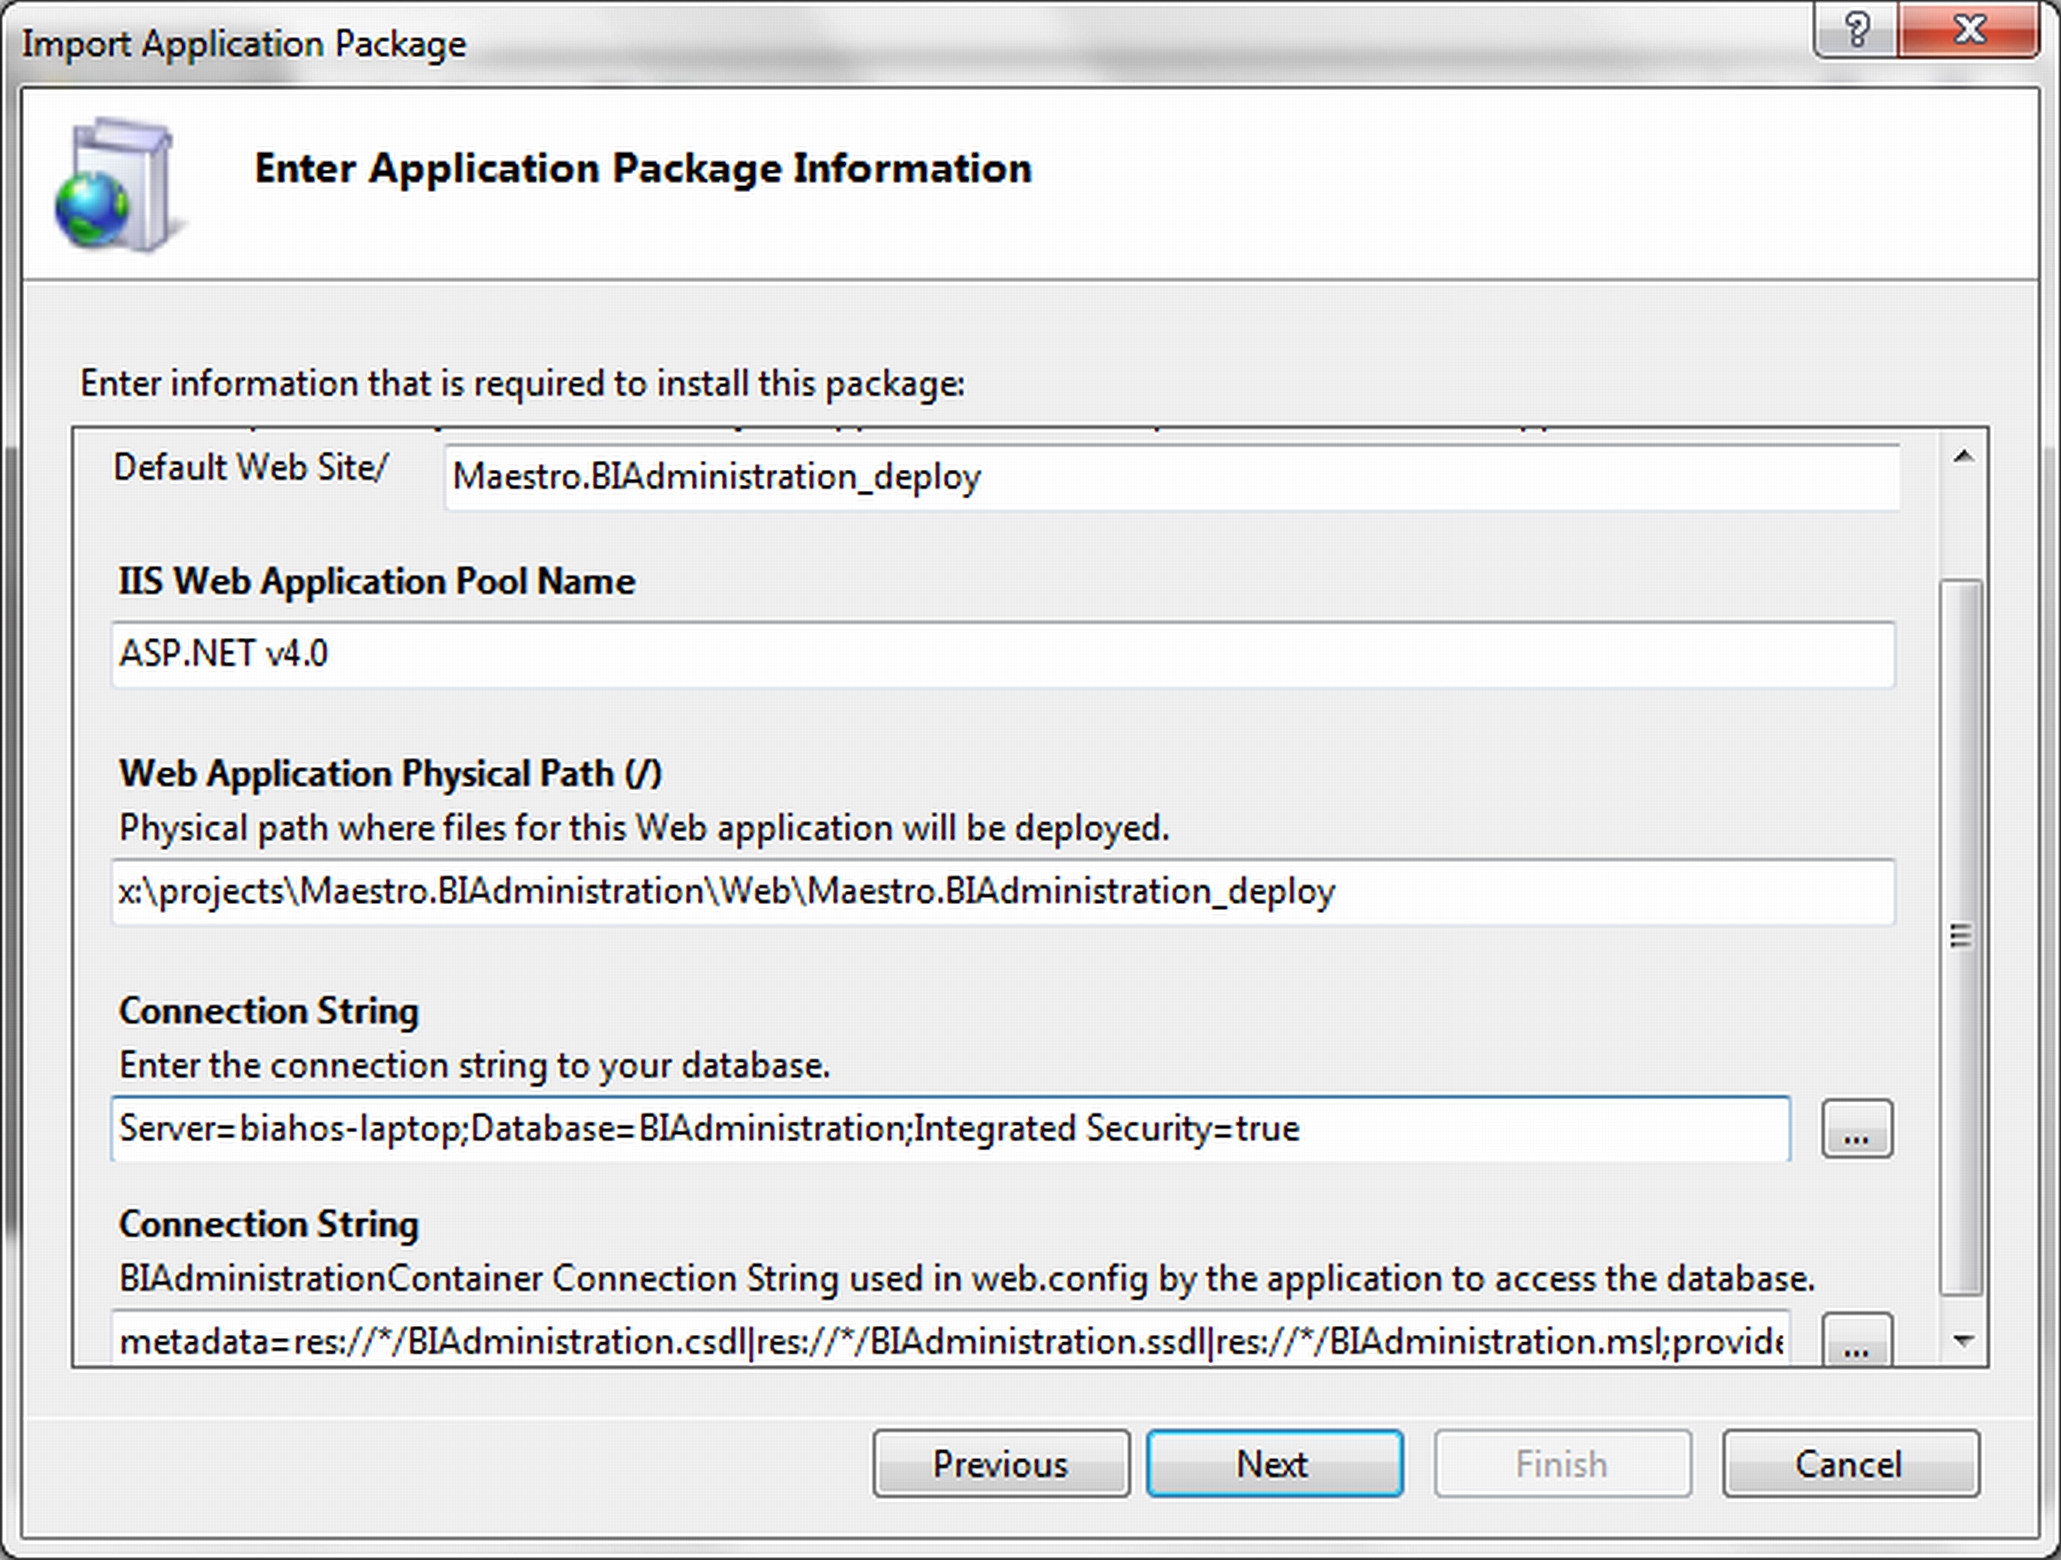 Import Application Package
Enter Application Package Information
Enter information that is required to install this package:
Default Web Site/ Maestro.BIAdministration_deploy
IIS Web Application Pool Name
ASP.NET v4.0
Web Application Physical Path (/)
Physical path where files for this Web application will be deployed.
x:\projects\Maestro.BIAdministration\Web\Maestro.BIAdministration_deploy
Connection String
Enter the connection string to your database.
Server=biahos-laptop;Database=BIAdministration;Integrated Security=true
...
Connection String
BIAdministrationContainer Connection String used in web.config by the application to access the database.
metadata=res://*/BIAdministration.csdl|res://*/BIAdministration.ssdl|res://*/BIAdministration.msl;provide
...
Previous Next Finish Cancel